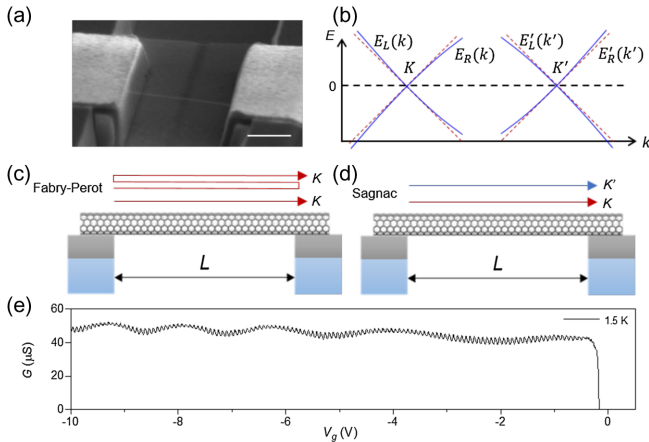 (a)
(b)
E
E_L(k)
K
E_R(k)
E'_L(k')
K'
E'_R(k')
0
k
(c)
Fabry-Perot
K
K
L
(d)
Sagnac
K'
K
L
(e)
60
40
20
0
G (μS)
1.5 K
-10
-8
-6
-4
-2
0
V_g (V)